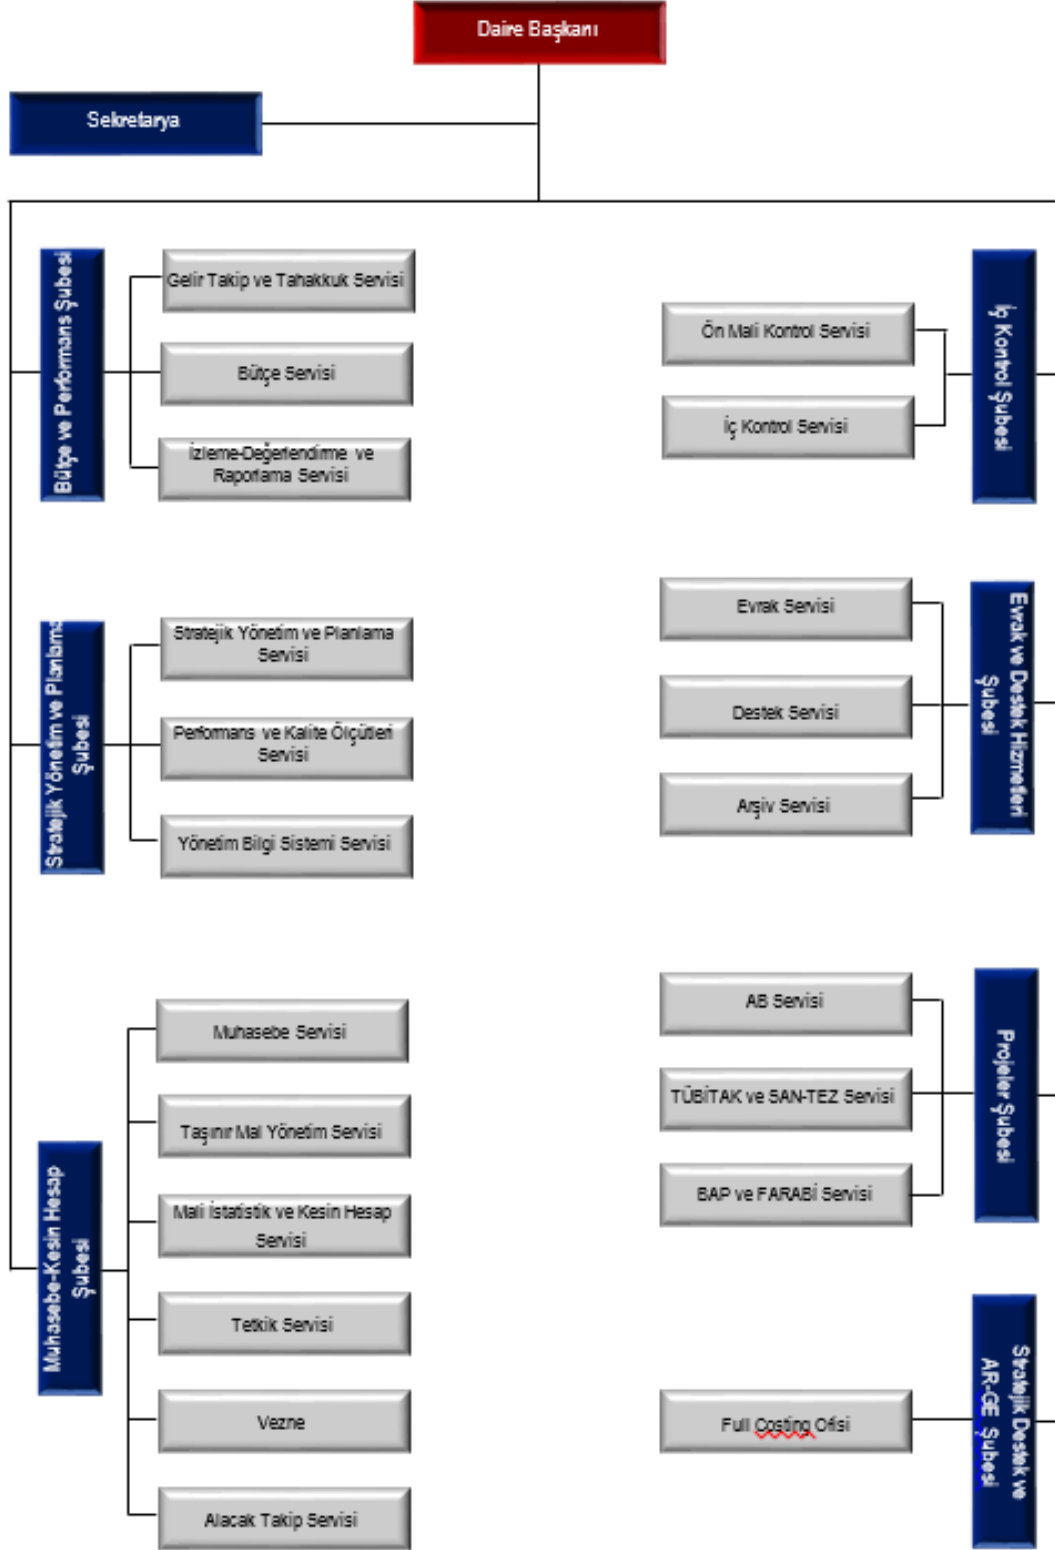 Daire Başkanı
Sekretarya
Bütçe ve Performans Şubesi
Gelir Takip ve Tahakkuk Servisi
Bütçe Servisi
İzleme-Değerlendirme ve
Raporlama Servisi
Stratejik Yönetim ve Planlama
Şubesi
Stratejik Yönetim ve Planlama
Servisi
Performans ve Kalite Ölçütleri
Servisi
Yönetim Bilgi Sistemi Servisi
Muhasebe-Kesin Hesap
Şubesi
Muhasebe Servisi
Taşınır Mal Yönetim Servisi
Mali İstatistik ve Kesin Hesap
Servisi
Tetkik Servisi
Vezne
Alacak Takip Servisi
İç Kontrol Şubesi
Ön Mali Kontrol Servisi
İç Kontrol Servisi
Evrak ve Destek Hizmetleri
Şubesi
Evrak Servisi
Destek Servisi
Arşiv Servisi
Projeler Şubesi
AB Servisi
TÜBİTAK ve SAN-TEZ Servisi
BAP ve FARABİ Servisi
Stratejik Destek ve
AR-GE Şubesi
Full Costing Ofisi